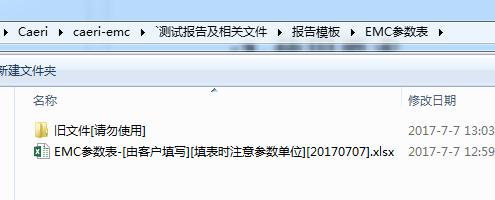 Caeri ▸ caeri-emc ▸ `测试报告及相关文件 ▸ 报告模板 ▸ EMC参数表 ▸
新建文件夹
名称 修改日期
旧文件[请勿使用] 2017-7-7 13:03
EMC参数表-[由客户填写][填表时注意参数单位][20170707].xlsx 2017-7-7 12:59